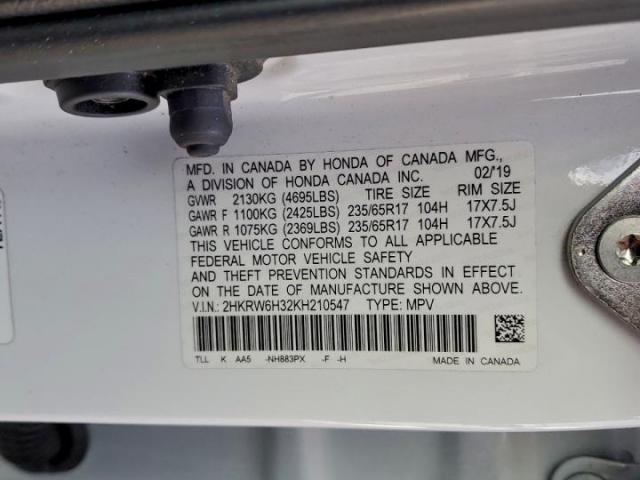 MFD. IN CANADA BY HONDA OF CANADA MFG.,
A DIVISION OF HONDA CANADA INC. 02/'19
GVWR 2130KG (4695LBS) TIRE SIZE RIM SIZE
GAWR F 1100KG (2425LBS) 235/65R17 104H 17X7.5J
GAWR R 1075KG (2369LBS) 235/65R17 104H 17X7.5J
THIS VEHICLE CONFORMS TO ALL APPLICABLE
FEDERAL MOTOR VEHICLE SAFETY
AND THEFT PREVENTION STANDARDS IN EFFECT
ON THE DATE OF MANUFACTURE SHOWN ABOVE.
V.I.N.: 2HKRW6H32KH210547 TYPE: MPV
TLL K AA5 -NH883PX -F -H
MADE IN CANADA